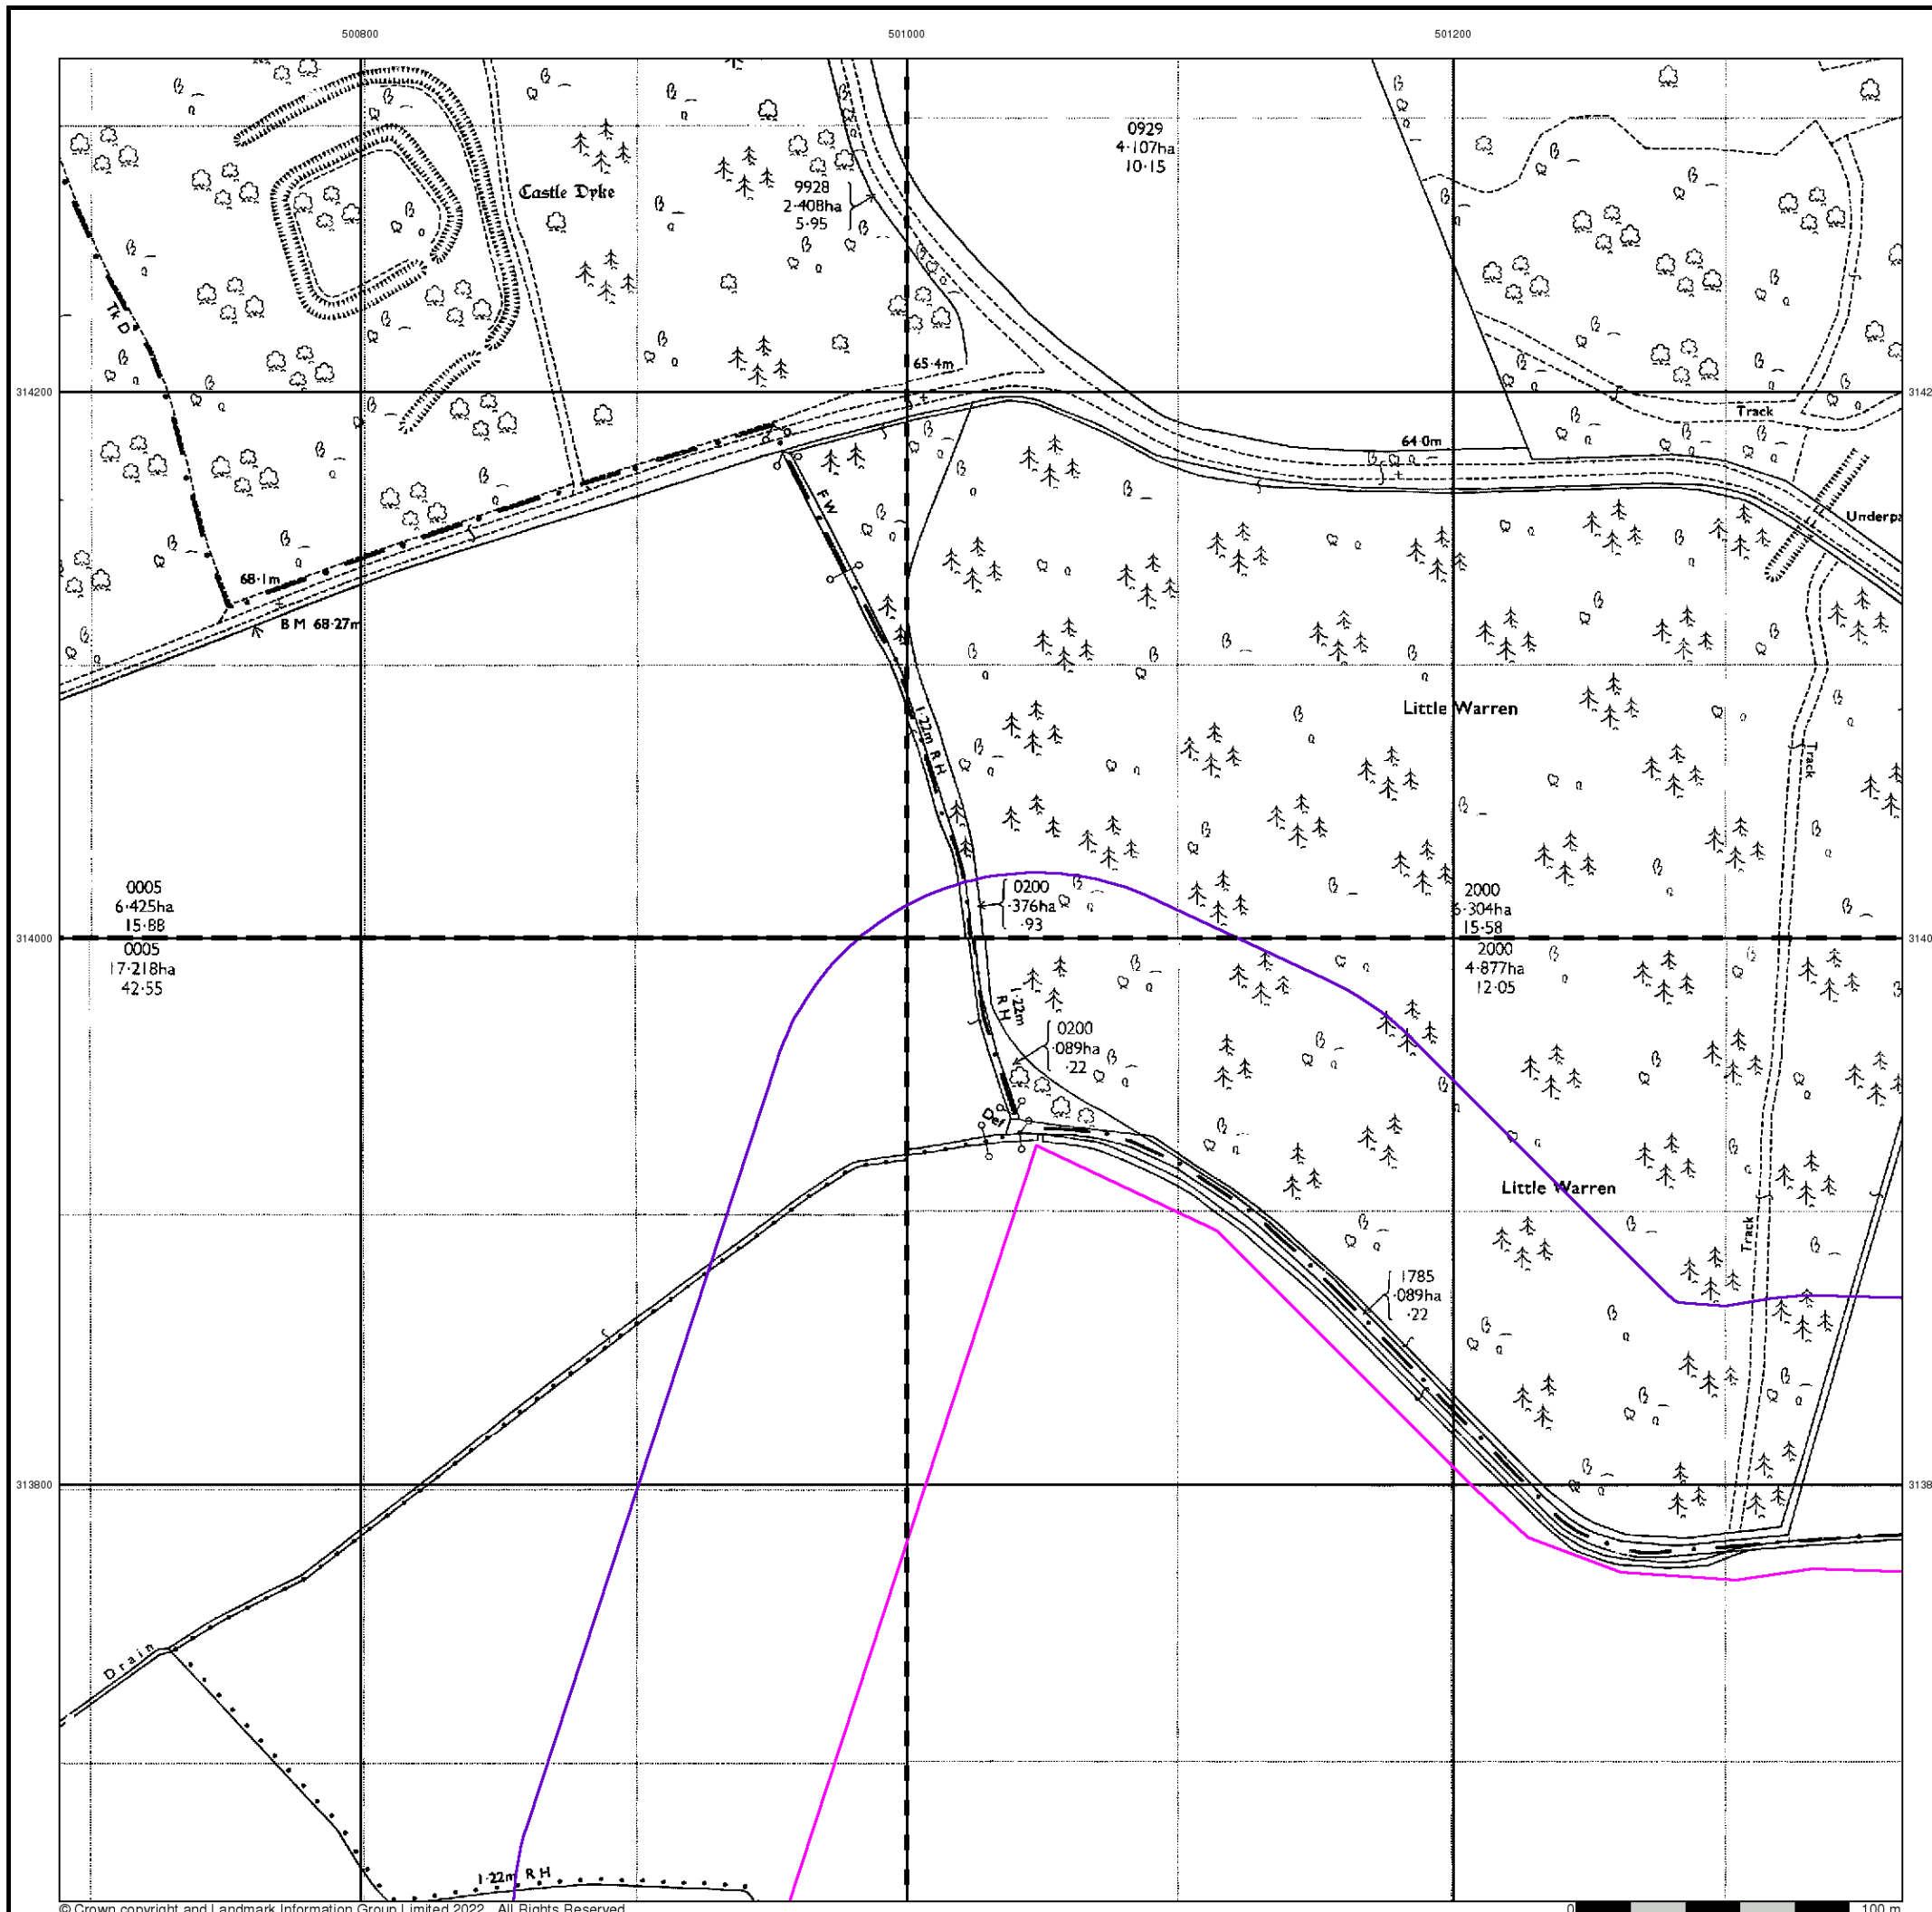 500800
501000
501200
0929
4·107ha
10·15
Castle Dyke
9928
2·408ha
5·95
Tk D
65·4m
314200
Track
64·0m
FW
68·1m
B M 68·27m
Little Warren
1·22m R H
Track
0005
6·425ha
15·88
0200
·376ha
·93
2000
6·304ha
15·58
314000
0005
17·218ha
42·55
2000
4·877ha
12·05
1·22m
R H
0200
·089ha
·22
Def
Little Warren
Track
1785
·089ha
·22
313800
Drain
1·22m R H
© Crown copyright and Landmark Information Group Limited 2022. All Rights Reserved.
0
100 m